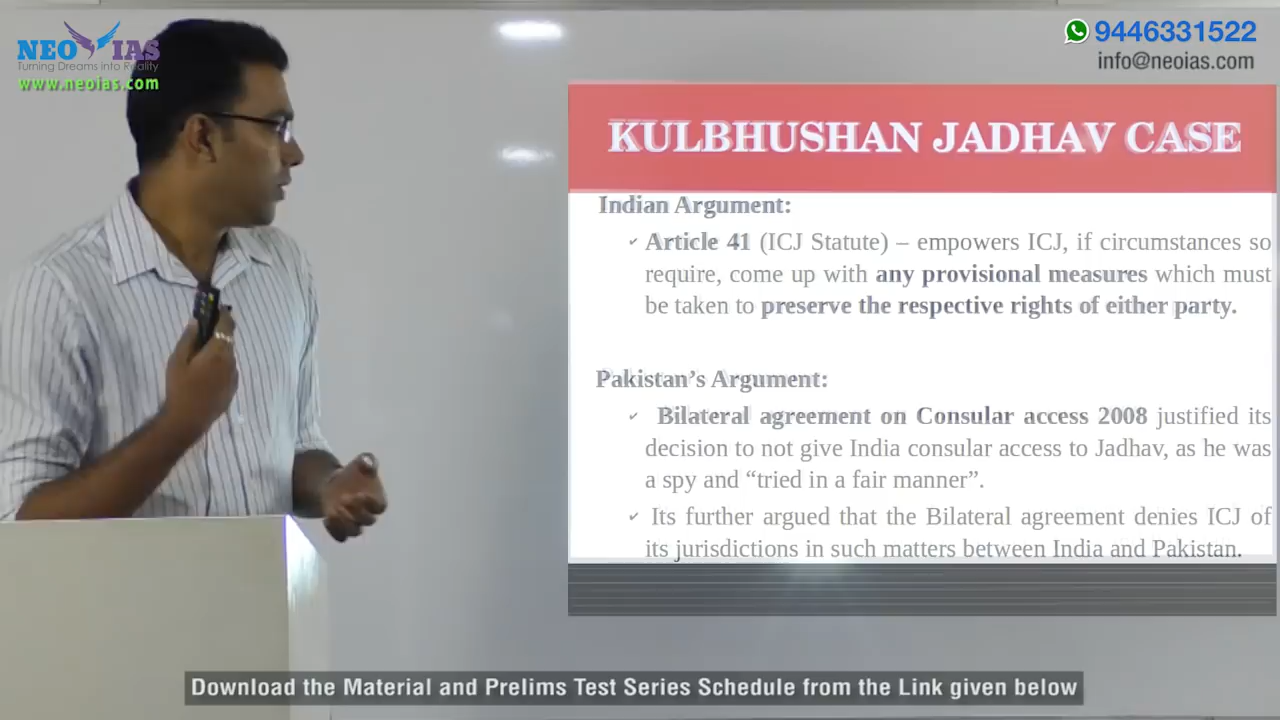 NEO IAS
Turning Dreams into Reality
www.neoias.com
9446331522
info@neoias.com
KULBHUSHAN JADHAV CASE
Indian Argument:
✓ Article 41 (ICJ Statute) – empowers ICJ, if circumstances so
require, come up with any provisional measures which must
be taken to preserve the respective rights of either party.
Pakistan’s Argument:
✓ Bilateral agreement on Consular access 2008 justified its
decision to not give India consular access to Jadhav, as he was
a spy and “tried in a fair manner”.
✓ Its further argued that the Bilateral agreement denies ICJ of
its jurisdictions in such matters between India and Pakistan.
Download the Material and Prelims Test Series Schedule from the Link given below